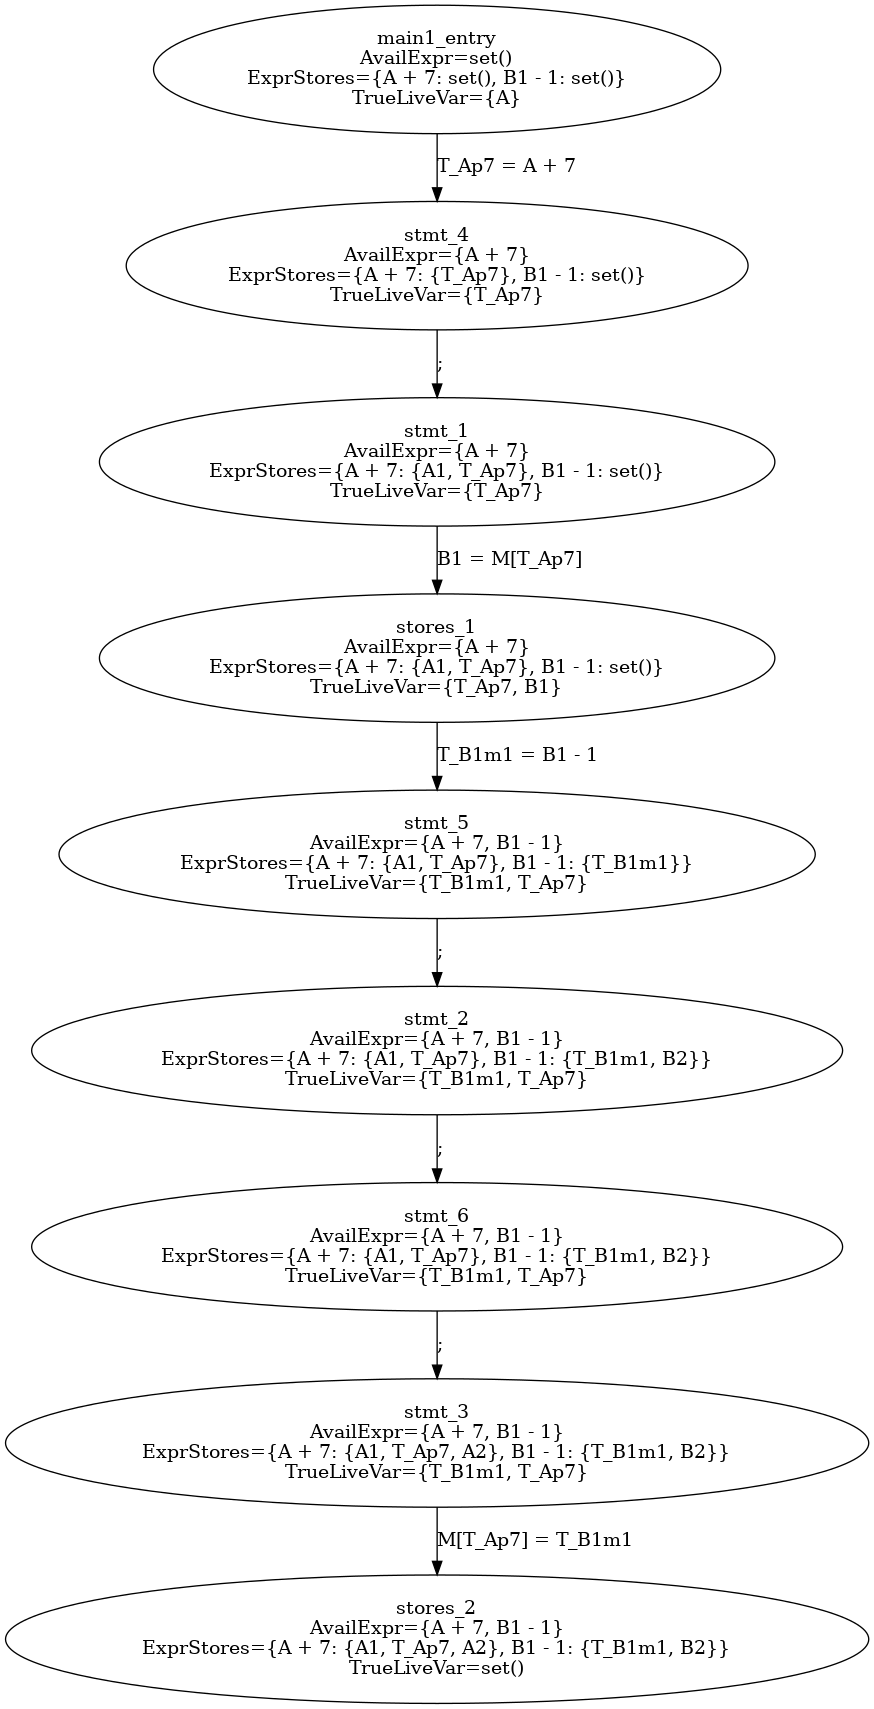 main1_entry
AvailExpr=set()
ExprStores={A + 7: set(), B1 - 1: set()}
TrueLiveVar={A}
T_Ap7 = A + 7
stmt_4
AvailExpr={A + 7}
ExprStores={A + 7: {T_Ap7}, B1 - 1: set()}
TrueLiveVar={T_Ap7}
;
stmt_1
AvailExpr={A + 7}
ExprStores={A + 7: {A1, T_Ap7}, B1 - 1: set()}
TrueLiveVar={T_Ap7}
B1 = M[T_Ap7]
stores_1
AvailExpr={A + 7}
ExprStores={A + 7: {A1, T_Ap7}, B1 - 1: set()}
TrueLiveVar={T_Ap7, B1}
T_B1m1 = B1 - 1
stmt_5
AvailExpr={A + 7, B1 - 1}
ExprStores={A + 7: {A1, T_Ap7}, B1 - 1: {T_B1m1}}
TrueLiveVar={T_B1m1, T_Ap7}
;
stmt_2
AvailExpr={A + 7, B1 - 1}
ExprStores={A + 7: {A1, T_Ap7}, B1 - 1: {T_B1m1, B2}}
TrueLiveVar={T_B1m1, T_Ap7}
;
stmt_6
AvailExpr={A + 7, B1 - 1}
ExprStores={A + 7: {A1, T_Ap7}, B1 - 1: {T_B1m1, B2}}
TrueLiveVar={T_B1m1, T_Ap7}
;
stmt_3
AvailExpr={A + 7, B1 - 1}
ExprStores={A + 7: {A1, T_Ap7, A2}, B1 - 1: {T_B1m1, B2}}
TrueLiveVar={T_B1m1, T_Ap7}
M[T_Ap7] = T_B1m1
stores_2
AvailExpr={A + 7, B1 - 1}
ExprStores={A + 7: {A1, T_Ap7, A2}, B1 - 1: {T_B1m1, B2}}
TrueLiveVar=set()